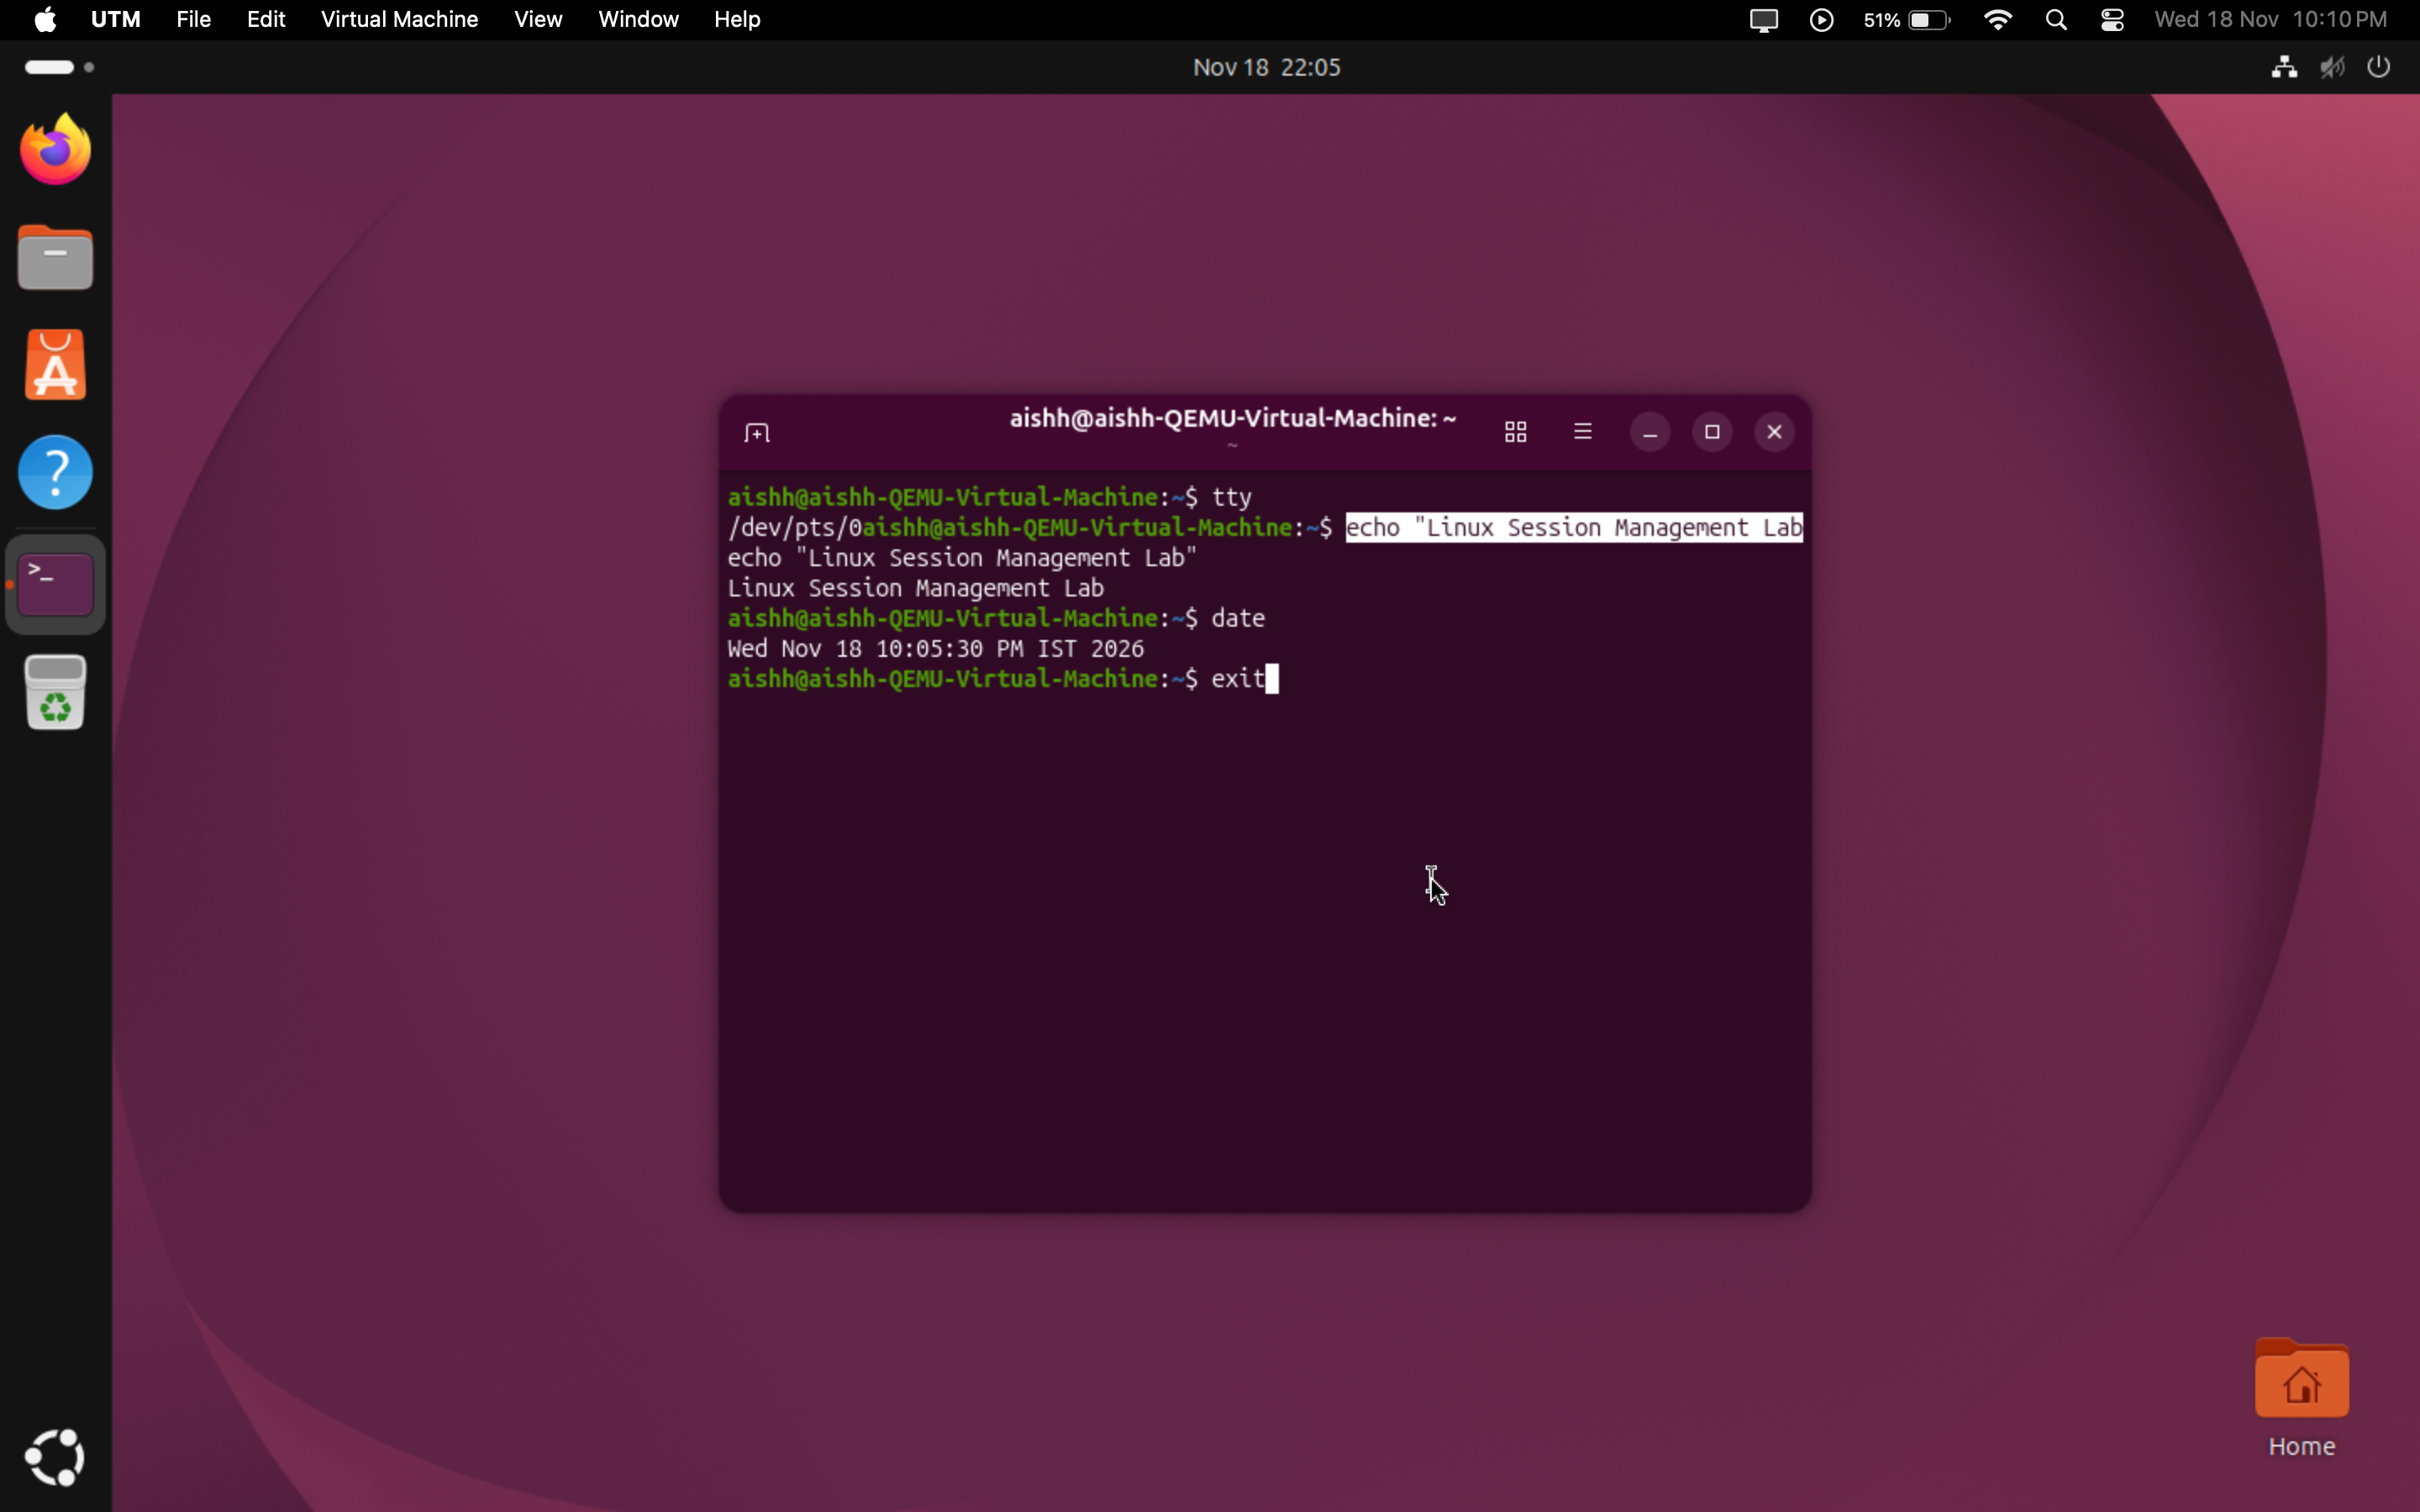 UTM File Edit Virtual Machine View Window Help 51% Wed 18 Nov 10:10 PM
Nov 18 22:05
aishh@aishh-QEMU-Virtual-Machine: ~
~
aishh@aishh-QEMU-Virtual-Machine:~$ tty
/dev/pts/0aishh@aishh-QEMU-Virtual-Machine:~$ echo "Linux Session Management Lab
echo "Linux Session Management Lab"
Linux Session Management Lab
aishh@aishh-QEMU-Virtual-Machine:~$ date
Wed Nov 18 10:05:30 PM IST 2026
aishh@aishh-QEMU-Virtual-Machine:~$ exit
Home